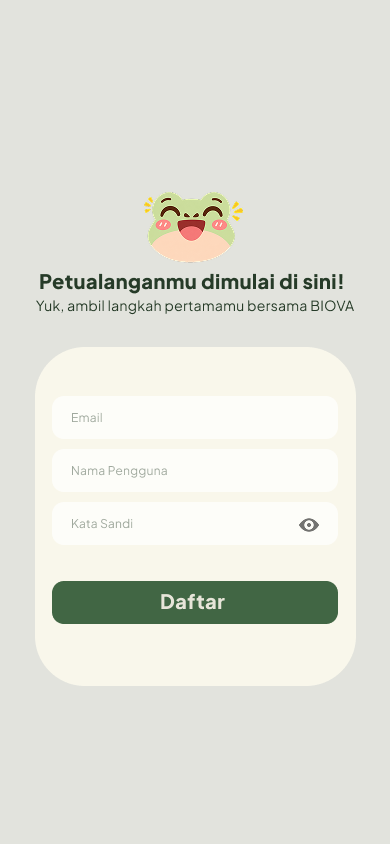 Petualanganmu dimulai di sini!
Yuk, ambil langkah pertamamu bersama BIOVA
Email
Nama Pengguna
Kata Sandi
Daftar